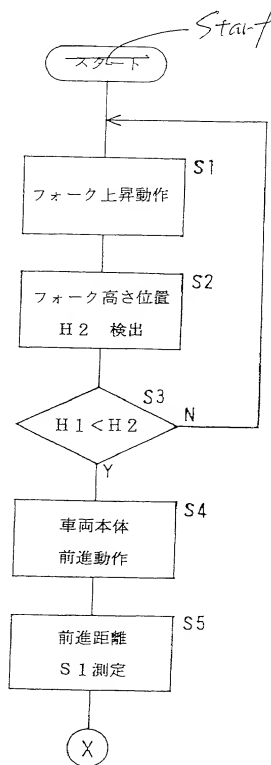 Start
スタート
S1
フォーク上昇動作
S2
フォーク高さ位置
H2 検出
S3
H1<H2
N
Y
S4
車両本体
前進動作
S5
前進距離
S1測定
X